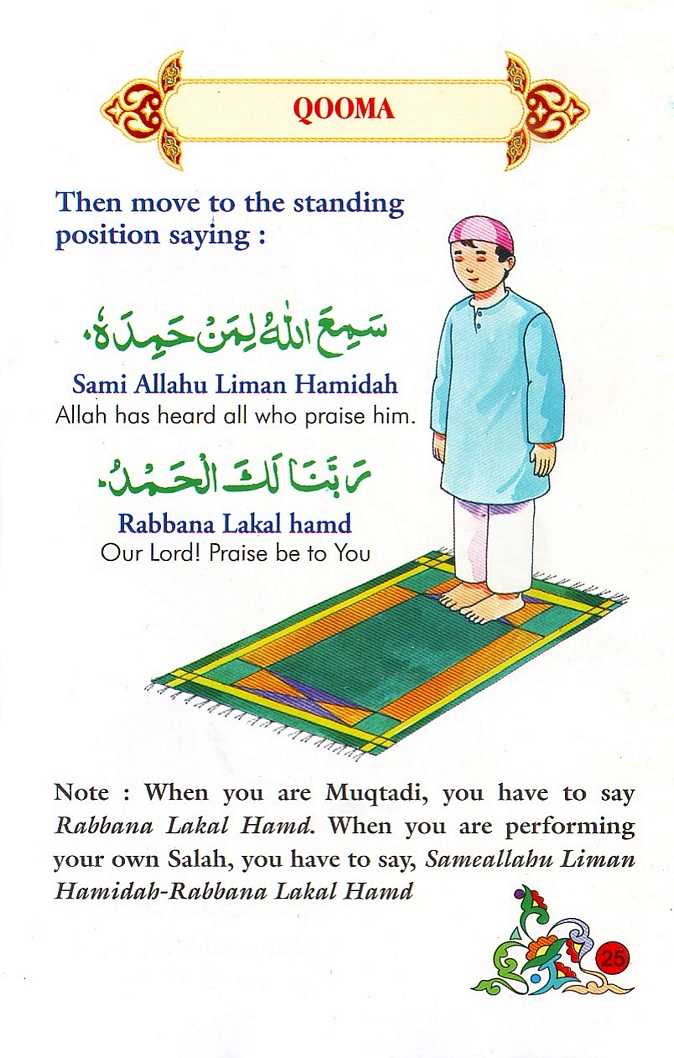 QOOMA
Then move to the standing
position saying :
سَمِعَ اللهُ لِمَنْ حَمِدَهٗ۔
Sami Allahu Liman Hamidah
Allah has heard all who praise him.
رَبَّنَا لَكَ الْحَمْدُ۔
Rabbana Lakal hamd
Our Lord! Praise be to You
Note : When you are Muqtadi, you have to say
Rabbana Lakal Hamd. When you are performing
your own Salah, you have to say, Sameallahu Liman
Hamidah-Rabbana Lakal Hamd
25